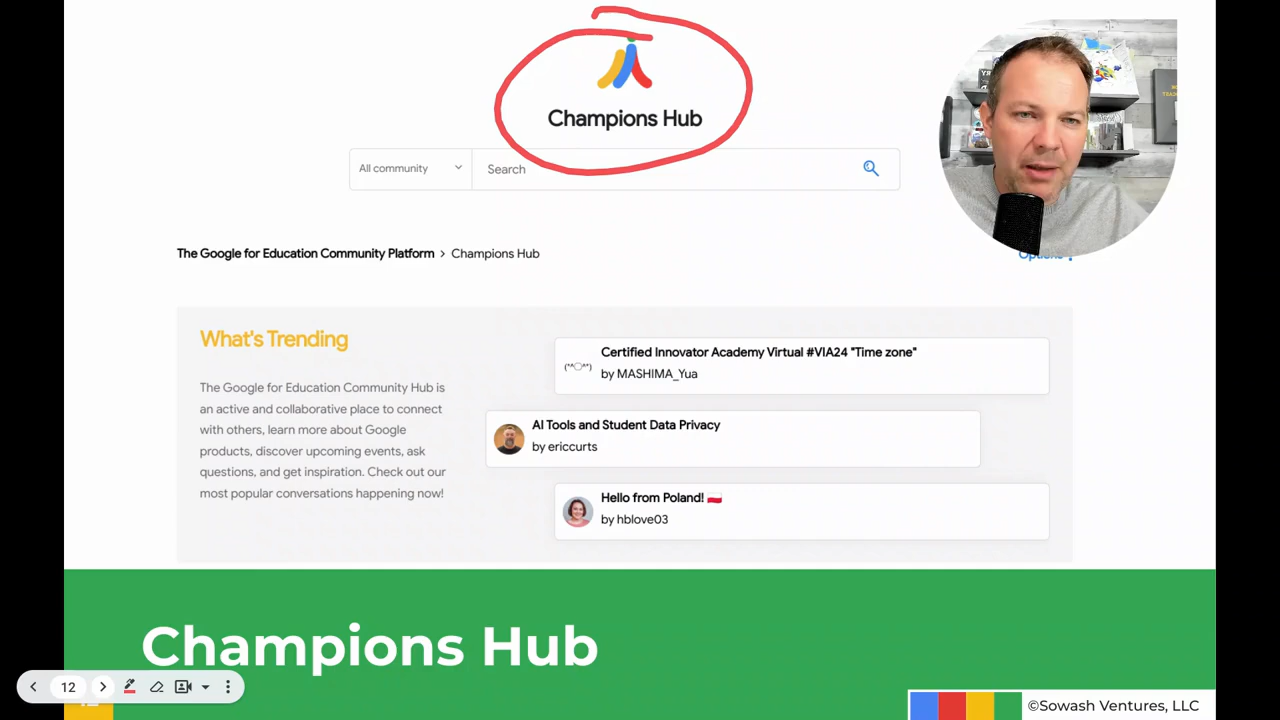 Champions Hub
All community
Search
The Google for Education Community Platform > Champions Hub
What's Trending
The Google for Education Community Hub is
an active and collaborative place to connect
with others, learn more about Google
products, discover upcoming events, ask
questions, and get inspiration. Check out our
most popular conversations happening now!
(*^◯^*)
Certified Innovator Academy Virtual #VIA24 "Time zone"
by MASHIMA_Yua
AI Tools and Student Data Privacy
by ericcurts
Hello from Poland! 🇵🇱
by hblove03
Champions Hub
12
©Sowash Ventures, LLC